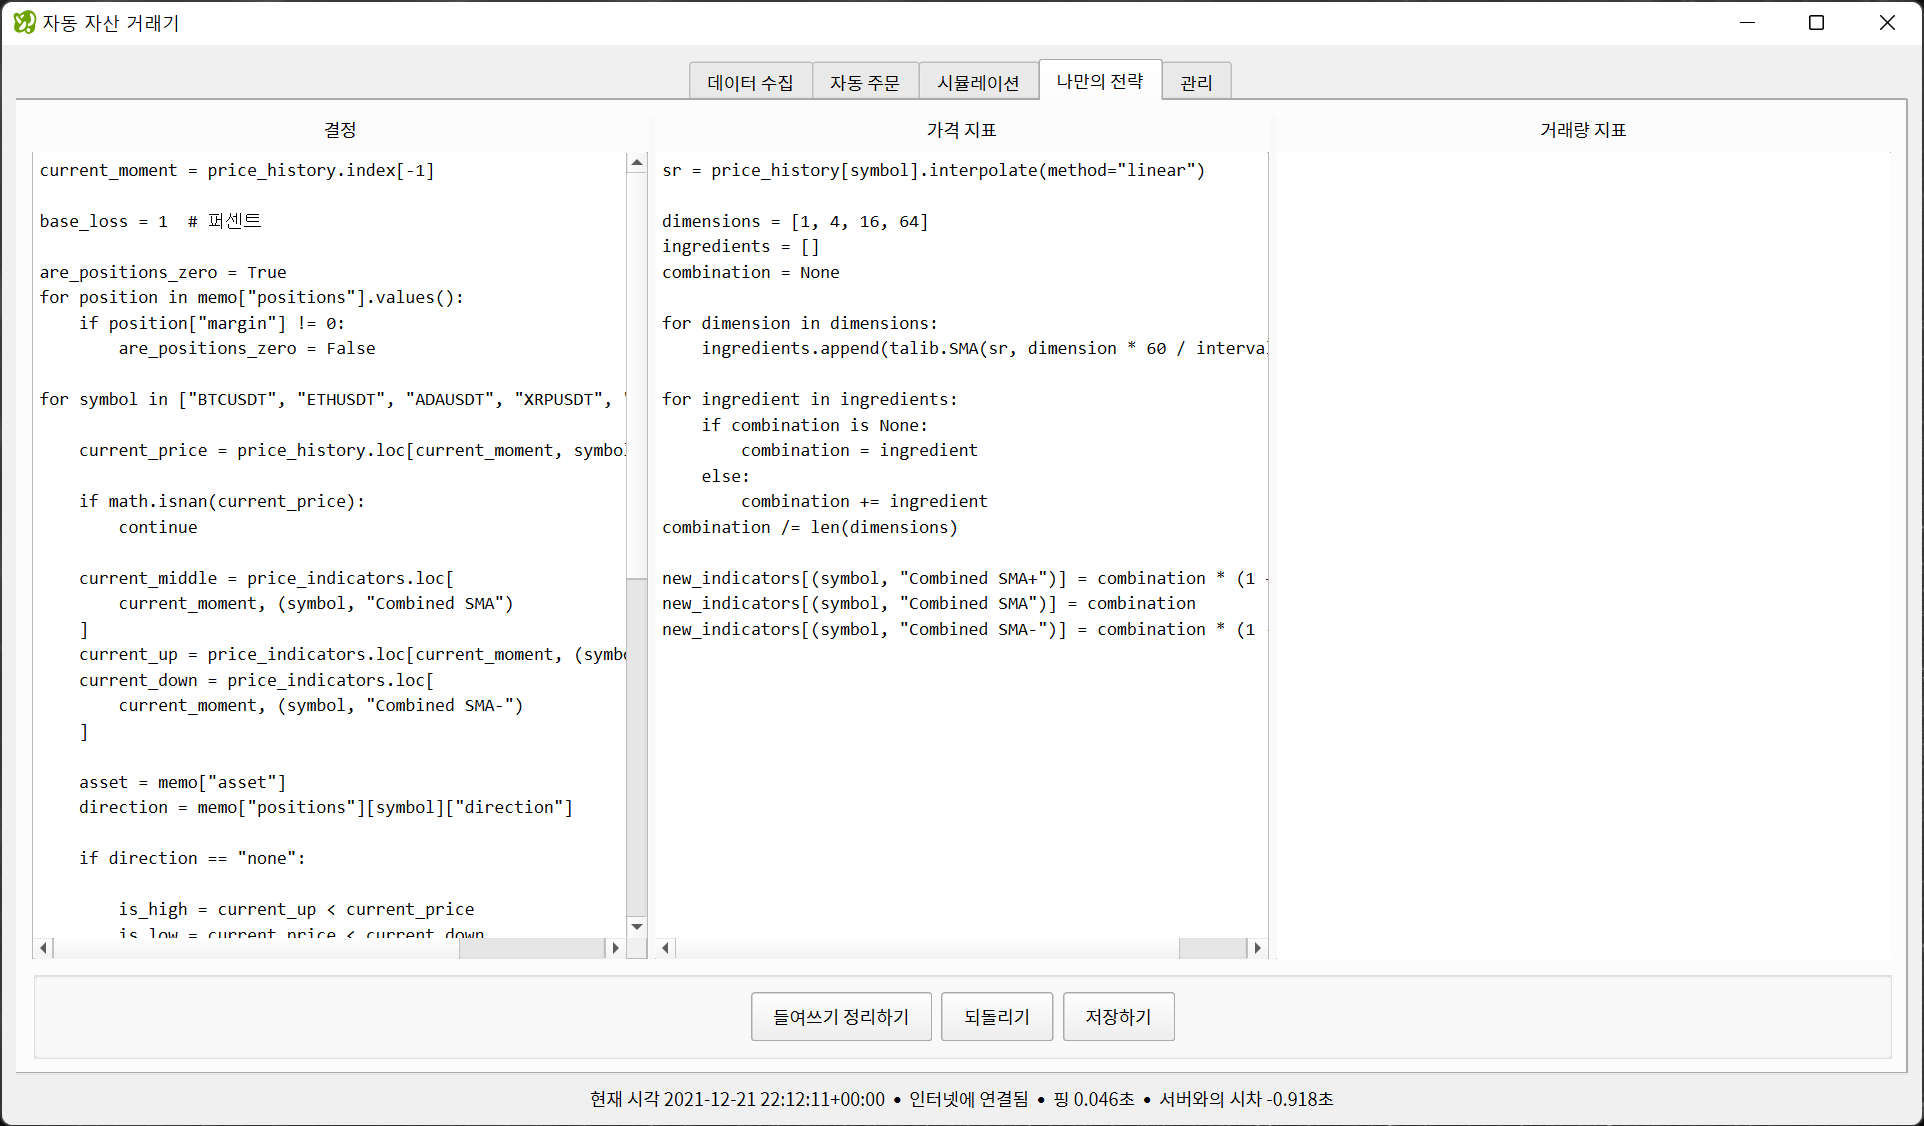 자동 자산 거래기
데이터 수집
자동 주문
시뮬레이션
나만의 전략
관리
결정
current_moment = price_history.index[-1]
base_loss = 1  # 퍼센트
are_positions_zero = True
for position in memo["positions"].values():
    if position["margin"] != 0:
        are_positions_zero = False
for symbol in ["BTCUSDT", "ETHUSDT", "ADAUSDT", "XRPUSDT",
    current_price = price_history.loc[current_moment,
    if math.isnan(current_price):
        continue
    current_middle = price_indicators.loc[
        current_moment, (symbol, "Combined SMA")
    ]
    current_up = price_indicators.loc[current_moment,
    current_down = price_indicators.loc[
        current_moment, (symbol, "Combined SMA-")
    ]
    asset = memo["asset"]
    direction = memo["positions"][symbol]["direction"]
    if direction == "none":
        is_high = current_up < current_price
        is_low = current_price < current_down
가격 지표
sr = price_history[symbol].interpolate(method="linear")
dimensions = [1, 4, 16, 64]
ingredients = []
combination = None
for dimension in dimensions:
    ingredients.append(talib.SMA(sr, dimension * 60 /
for ingredient in ingredients:
    if combination is None:
        combination = ingredient
    else:
        combination += ingredient
combination /= len(dimensions)
new_indicators[(symbol, "Combined SMA+")] = combination * (1
new_indicators[(symbol, "Combined SMA")] = combination
new_indicators[(symbol, "Combined SMA-")] = combination * (1
거래량 지표
들여쓰기 정리하기
되돌리기
저장하기
현재 시각 2021-12-21 22:12:11+00:00 • 인터넷에 연결됨 • 핑 0.046초 • 서버와의 시차 -0.918초